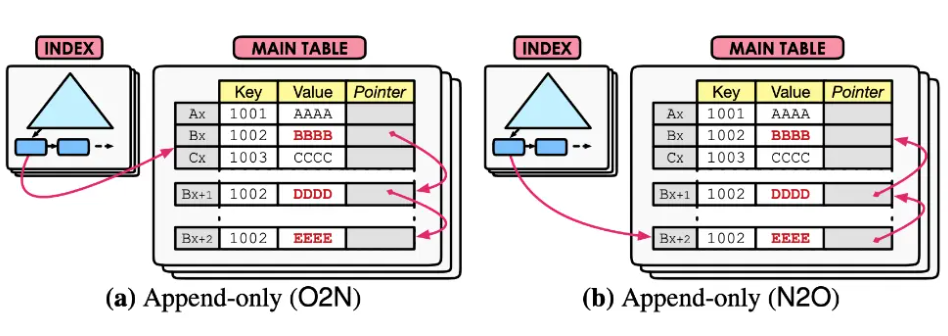 INDEX MAIN TABLE
Key Value Pointer
Ax 1001 AAAA
Bx 1002 BBBB
Cx 1003 CCCC
Bx+1 1002 DDDD
Bx+2 1002 EEEE
(a) Append-only (O2N)
INDEX MAIN TABLE
Key Value Pointer
Ax 1001 AAAA
Bx 1002 BBBB
Cx 1003 CCCC
Bx+1 1002 DDDD
Bx+2 1002 EEEE
(b) Append-only (N2O)